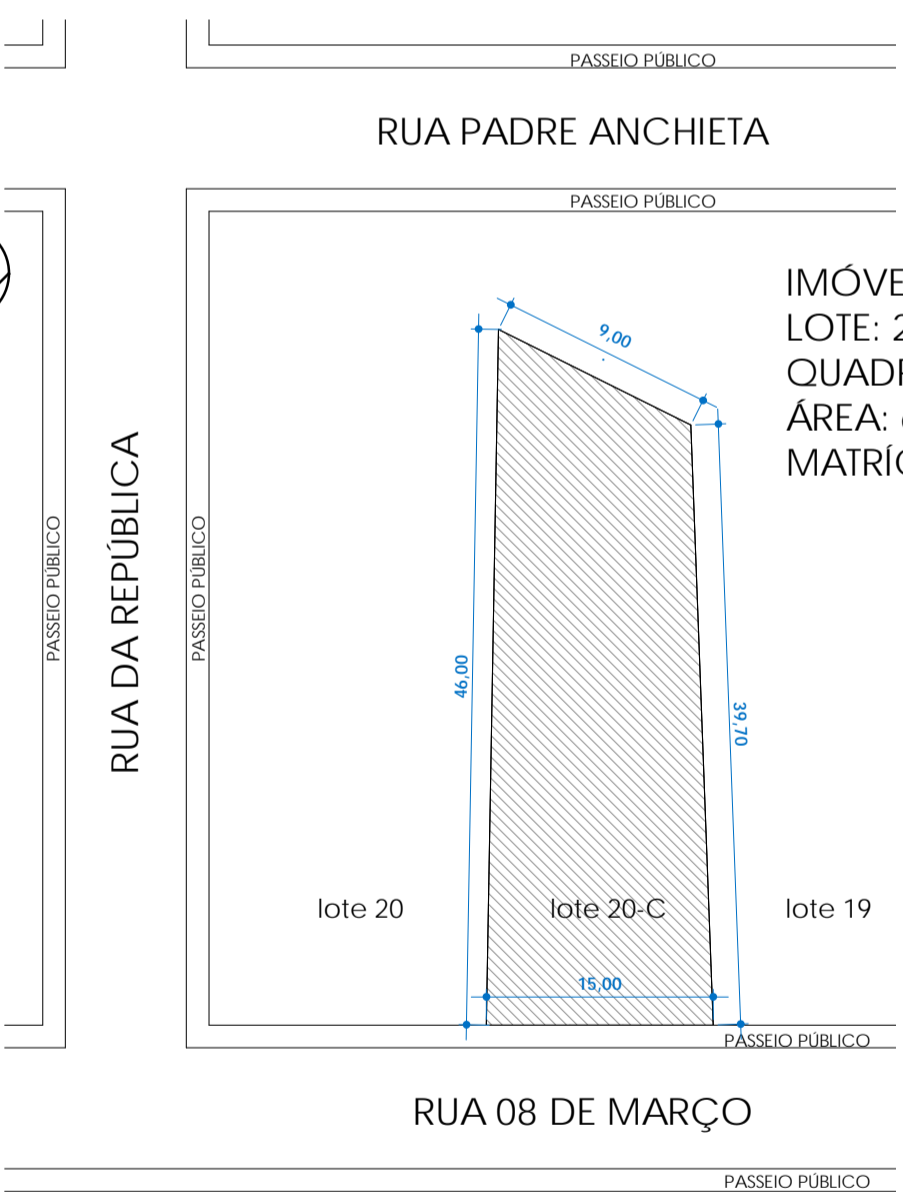 PASSEIO PÚBLICO
RUA PADRE ANCHIETA
PASSEIO PÚBLICO
IMÓVE
LOTE: 2
QUADR
ÁREA:
MATRÍC
9,00
RUA DA REPÚBLICA
PASSEIO PÚBLICO
PASSEIO PÚBLICO
46,00
39,70
lote 20
lote 20-C
lote 19
15,00
PASSEIO PÚBLICO
RUA 08 DE MARÇO
PASSEIO PÚBLICO